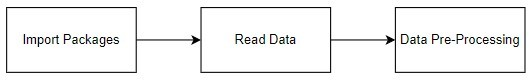 Import Packages
Read Data
Data Pre-Processing